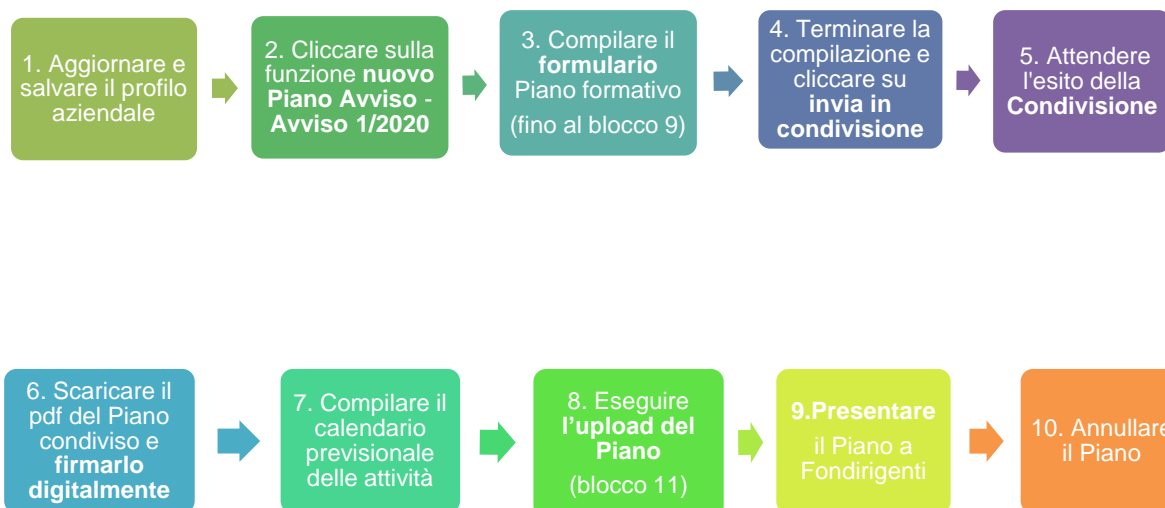 1. Aggiornare e
salvare il profilo
aziendale
2. Cliccare sulla
funzione nuovo
Piano Avviso -
Avviso 1/2020
3. Compilare il
formulario
Piano formativo
(fino al blocco 9)
4. Terminare la
compilazione e
cliccare su
invia in
condivisione
5. Attendere
l'esito della
Condivisione
6. Scaricare il
pdf del Piano
condiviso e
firmarlo
digitalmente
7. Compilare il
calendario
previsionale
delle attività
8. Eseguire
l’upload del
Piano
(blocco 11)
9.Presentare
il Piano a
Fondirigenti
10. Annullare
il Piano